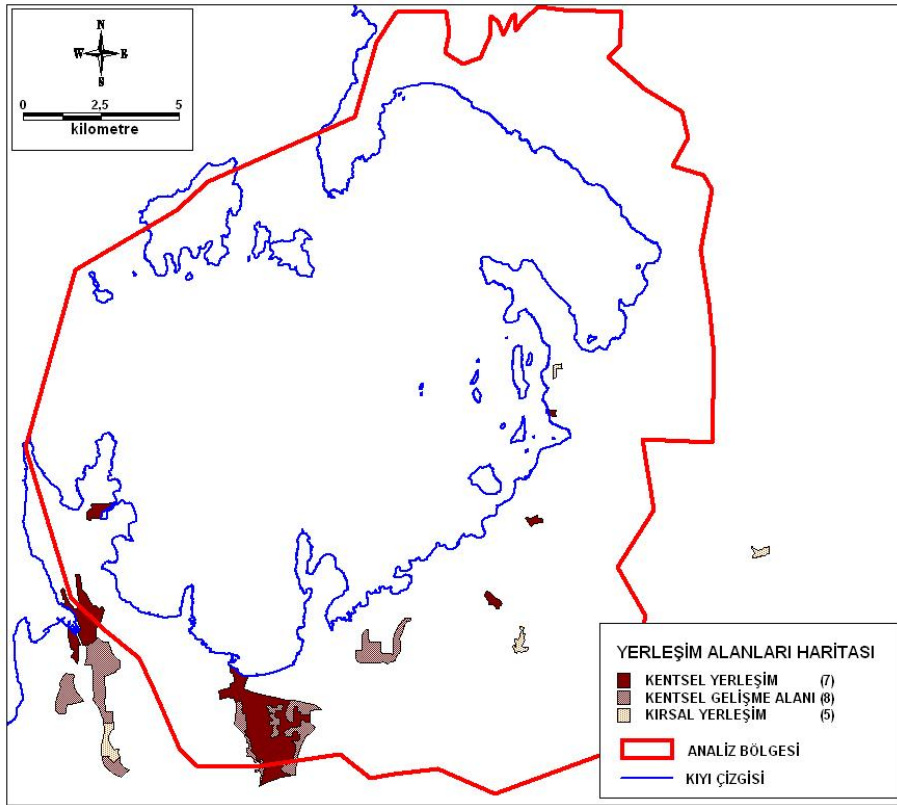 N
W E
S
0 2,5 5
kilometre
YERLEŞİM ALANLARI HARİTASI
KENTSEL YERLEŞİM (7)
KENTSEL GELİŞME ALANI (8)
KIRSAL YERLEŞİM (5)
ANALİZ BÖLGESİ
KIYI ÇİZGİSİ